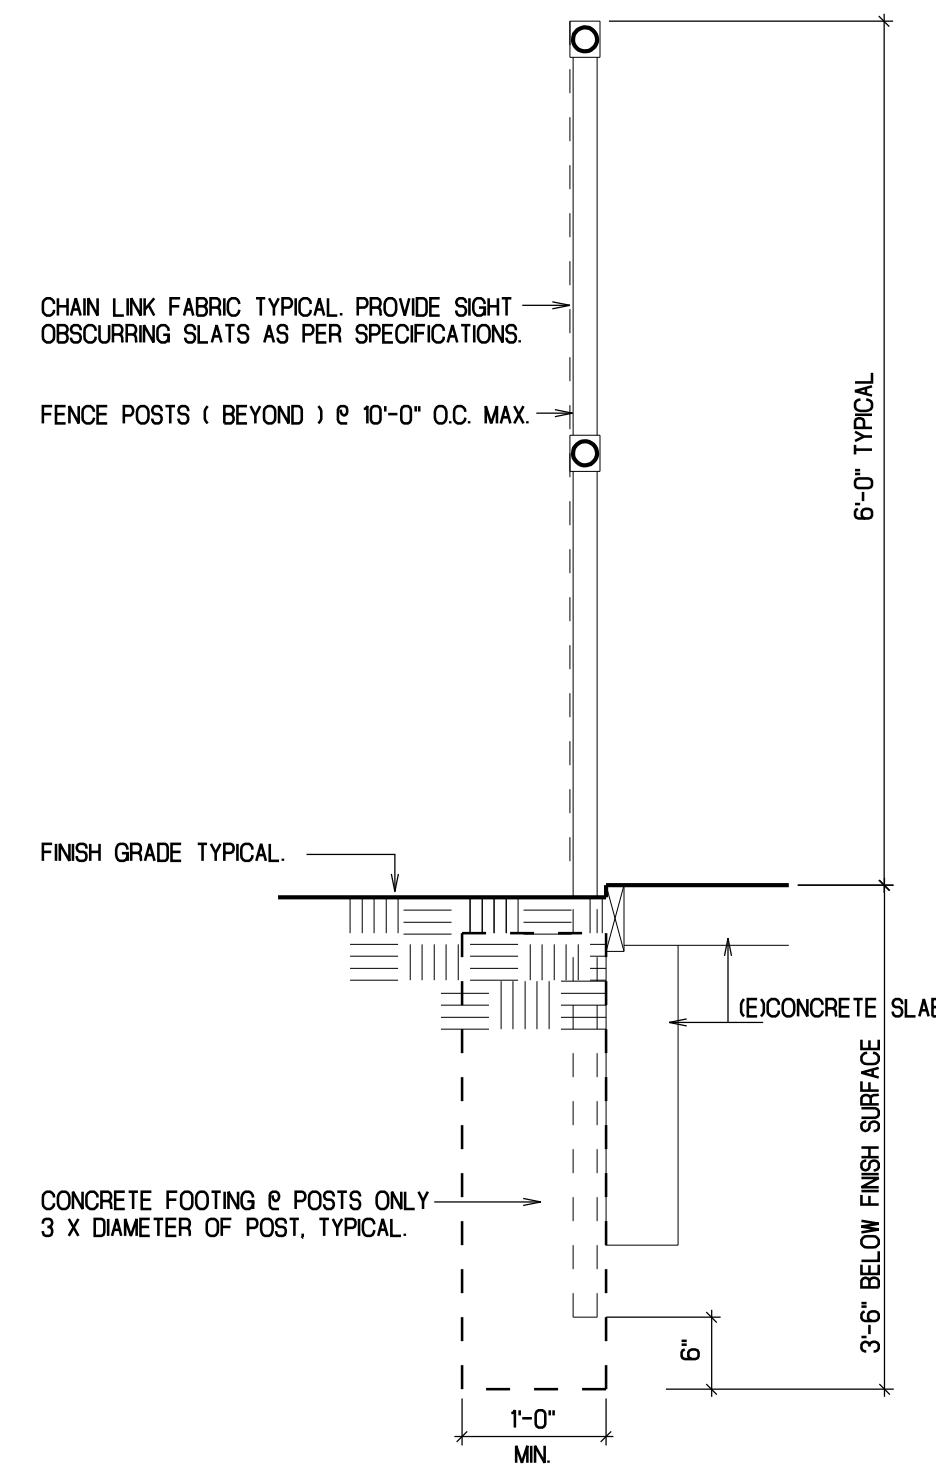 CHAIN LINK FABRIC TYPICAL. PROVIDE SIGHT
OBSCURRING SLATS AS PER SPECIFICATIONS.
FENCE POSTS ( BEYOND ) @ 10'-0" O.C. MAX.
6'-0" TYPICAL
FINISH GRADE TYPICAL.
(E)CONCRETE SLAB
3'-6" BELOW FINISH SURFACE
CONCRETE FOOTING @ POSTS ONLY
3 X DIAMETER OF POST, TYPICAL.
6"
1'-0"
MIN.